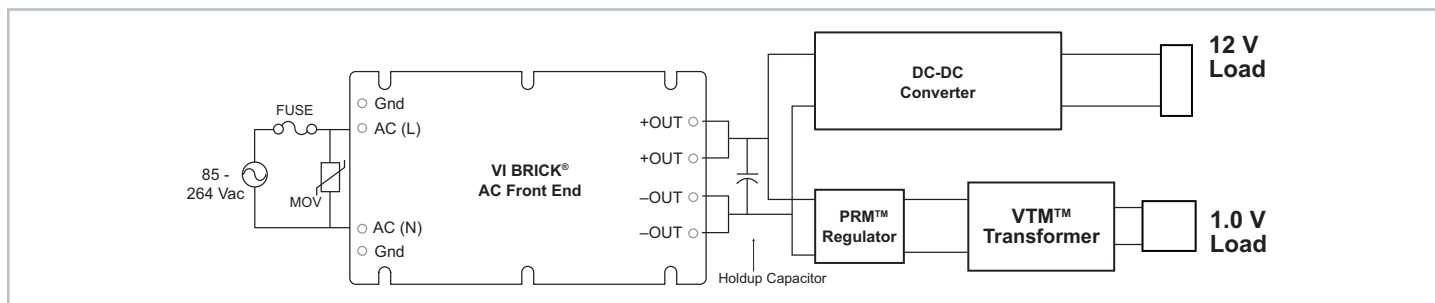 FUSE
85 -
264 Vac
MOV
Gnd
AC (L)
AC (N)
Gnd
VI BRICK®
AC Front End
+OUT
+OUT
–OUT
–OUT
Holdup Capacitor
DC-DC
Converter
12 V
Load
PRM™
Regulator
VTM™
Transformer
1.0 V
Load